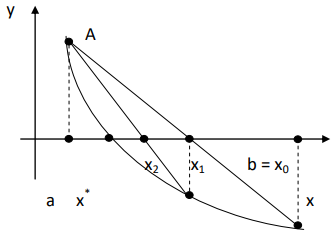 y
A
x₂ x₁ b = x₀
a x* x